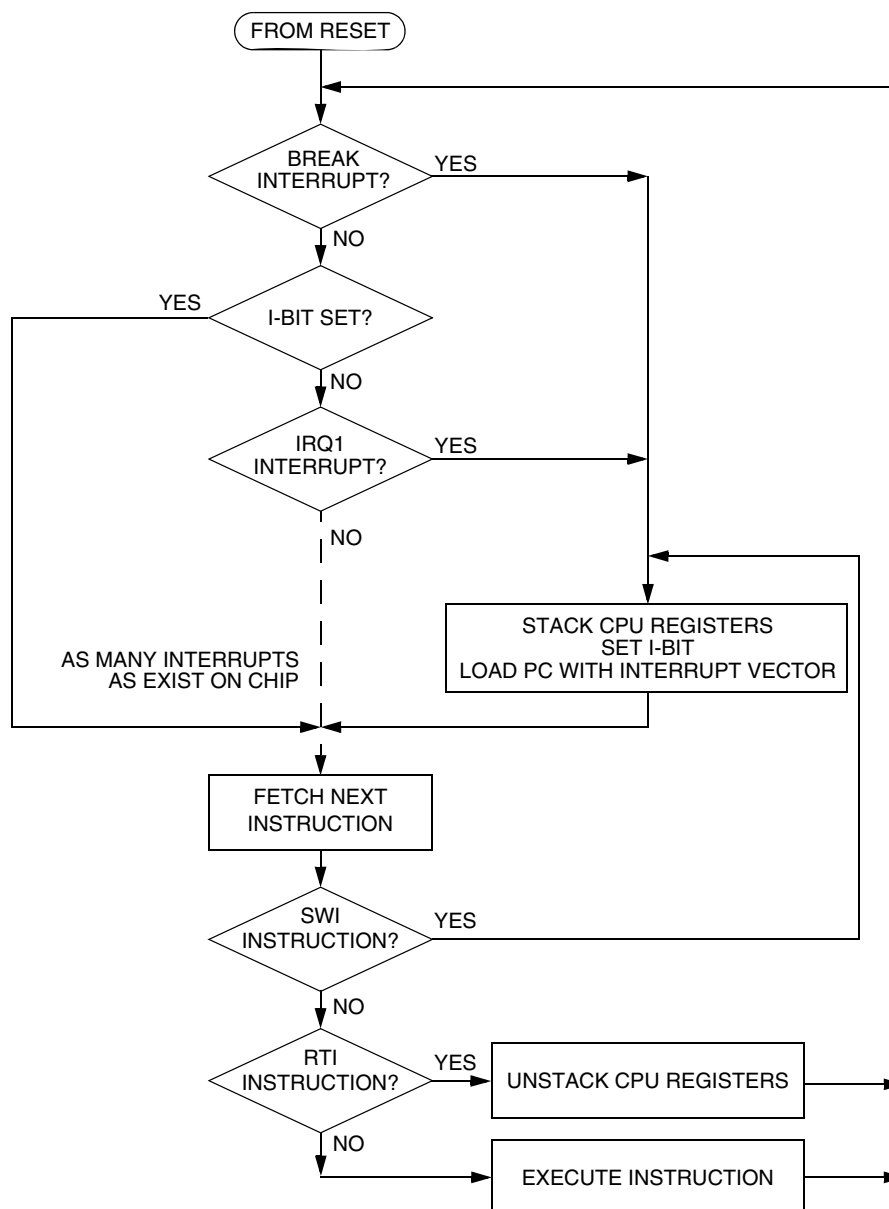 FROM RESET
BREAK
INTERRUPT?
YES
NO
YES
I-BIT SET?
NO
IRQ1
INTERRUPT?
YES
NO
STACK CPU REGISTERS
SET I-BIT
LOAD PC WITH INTERRUPT VECTOR
AS MANY INTERRUPTS
AS EXIST ON CHIP
FETCH NEXT
INSTRUCTION
SWI
INSTRUCTION?
YES
NO
RTI
INSTRUCTION?
YES
UNSTACK CPU REGISTERS
NO
EXECUTE INSTRUCTION